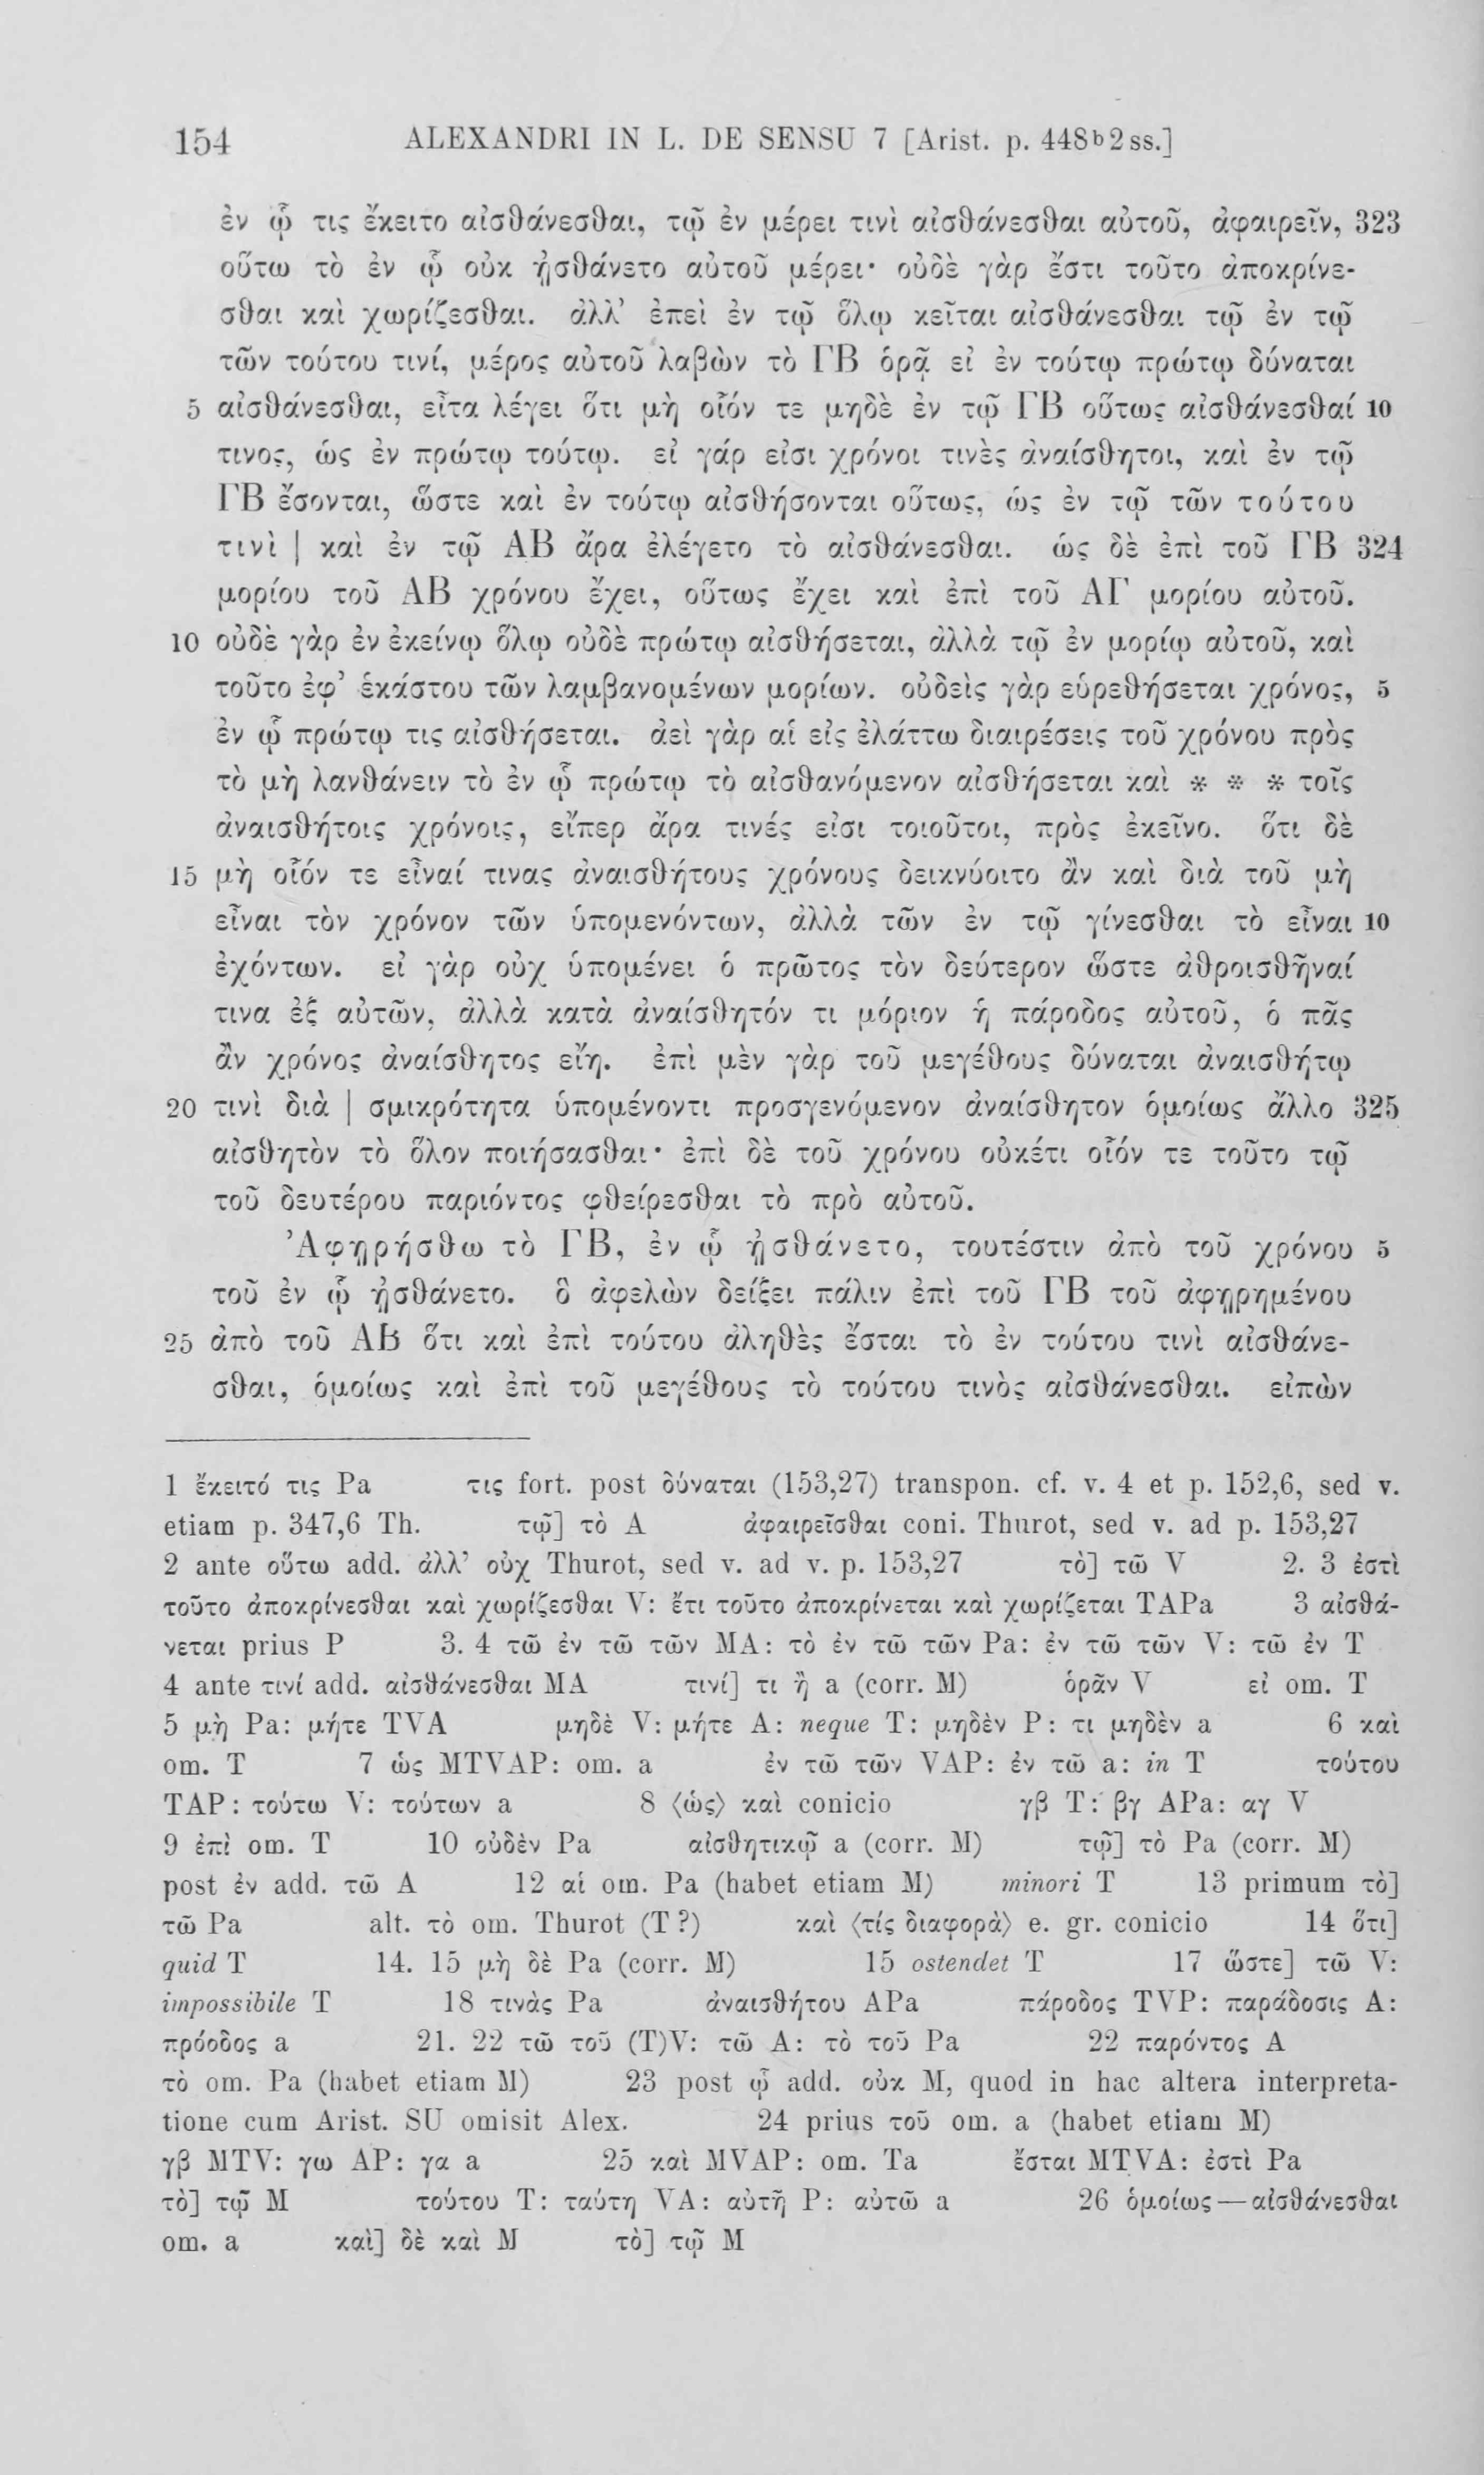 154 ALEXANDRI IN L. DE SENSU 7 [Arist. p. 448b2 ss.]
ἐν ᾧ τις ἔκειτο αἰσθάνεσθαι, τῷ ἐν μέρει τινὶ αἰσθάνεσθαι αὐτοῦ, ἀφαιρεῖν, 323
οὕτω τὸ ἐν ᾧ οὐκ ᾐσθάνετο αὐτοῦ μέρει· οὐδὲ γὰρ ἔστι τοῦτο ἀποκρίνε-
σθαι καὶ χωρίζεσθαι. ἀλλ’ ἐπεὶ ἐν τῷ ὅλῳ κεῖται αἰσθάνεσθαι τῷ ἐν τῷ
τῶν τούτου τινί, μέρος αὐτοῦ λαβὼν τὸ ΓΒ ὁρᾷ εἰ ἐν τούτῳ πρώτῳ δύναται
5 αἰσθάνεσθαι, εἶτα λέγει ὅτι μὴ οἷόν τε μηδὲ ἐν τῷ ΓΒ οὕτως αἰσθάνεσθαί 10
τινος, ὡς ἐν πρώτῳ τούτῳ. εἰ γάρ εἰσι χρόνοι τινὲς ἀναίσθητοι, καὶ ἐν τῷ
ΓΒ ἔσονται, ὥστε καὶ ἐν τούτῳ αἰσθήσονται οὕτως, ὡς ἐν τῷ τῶν τούτου
τινὶ | καὶ ἐν τῷ ΑΒ ἄρα ἐλέγετο τὸ αἰσθάνεσθαι. ὡς δὲ ἐπὶ τοῦ ΓΒ 324
μορίου τοῦ ΑΒ χρόνου ἔχει, οὕτως ἔχει καὶ ἐπὶ τοῦ ΑΓ μορίου αὐτοῦ.
10 οὐδὲ γὰρ ἐν ἐκείνῳ ὅλῳ οὐδὲ πρώτῳ αἰσθήσεται, ἀλλὰ τῷ ἐν μορίῳ αὐτοῦ, καὶ
τοῦτο ἐφ’ ἑκάστου τῶν λαμβανομένων μορίων. οὐδεὶς γὰρ εὑρεθήσεται χρόνος, 5
ἐν ᾧ πρώτῳ τις αἰσθήσεται. ἀεὶ γὰρ αἱ εἰς ἐλάττω διαιρέσεις τοῦ χρόνου πρὸς
τὸ μὴ λανθάνειν τὸ ἐν ᾧ πρώτῳ τὸ αἰσθανόμενον αἰσθήσεται καὶ * * * τοῖς
ἀναισθήτοις χρόνοις, εἴπερ ἄρα τινές εἰσι τοιοῦτοι, πρὸς ἐκεῖνο. ὅτι δὲ
15 μὴ οἷόν τε εἶναί τινας ἀναισθήτους χρόνους δεικνύοιτο ἂν καὶ διὰ τοῦ μὴ
εἶναι τὸν χρόνον τῶν ὑπομενόντων, ἀλλὰ τῶν ἐν τῷ γίνεσθαι τὸ εἶναι 10
ἐχόντων. εἰ γὰρ οὐχ ὑπομένει ὁ πρῶτος τὸν δεύτερον ὥστε ἀθροισθῆναί
τινα ἐξ αὐτῶν, ἀλλὰ κατὰ ἀναίσθητόν τι μόριον ἡ πάροδος αὐτοῦ, ὁ πᾶς
ἂν χρόνος ἀναίσθητος εἴη. ἐπὶ μὲν γὰρ τοῦ μεγέθους δύναται ἀναισθήτῳ
20 τινὶ διὰ | σμικρότητα ὑπομένοντι προσγενόμενον ἀναίσθητον ὁμοίως ἄλλο 325
αἰσθητὸν τὸ ὅλον ποιήσασθαι· ἐπὶ δὲ τοῦ χρόνου οὐκέτι οἷόν τε τοῦτο τῷ
τοῦ δευτέρου παριόντος φθείρεσθαι τὸ πρὸ αὐτοῦ.
Ἀφῃρήσθω τὸ ΓΒ, ἐν ᾧ ᾐσθάνετο, τουτέστιν ἀπὸ τοῦ χρόνου 5
τοῦ ἐν ᾧ ᾐσθάνετο. ὃ ἀφελὼν δείξει πάλιν ἐπὶ τοῦ ΓΒ τοῦ ἀφῃρημένου
25 ἀπὸ τοῦ ΑΒ ὅτι καὶ ἐπὶ τούτου ἀληθὲς ἔσται τὸ ἐν τούτου τινὶ αἰσθάνε-
σθαι, ὁμοίως καὶ ἐπὶ τοῦ μεγέθους τὸ τούτου τινὸς αἰσθάνεσθαι. εἰπὼν
1 ἔκειτό τις Pa τις fort. post δύναται (153,27) transpon. cf. v. 4 et p. 152,6, sed v.
etiam p. 347,6 Th. τῷ] τὸ A ἀφαιρεῖσθαι coni. Thurot, sed v. ad p. 153,27
2 ante οὕτω add. ἀλλ’ οὐχ Thurot, sed v. ad v. p. 153,27 τὸ] τῶ V 2. 3 ἐστὶ
τοῦτο ἀποκρίνεσθαι καὶ χωρίζεσθαι V: ἔτι τοῦτο ἀποκρίνεται καὶ χωρίζεται TAPa 3 αἰσθά-
νεται prius P 3. 4 τῶ ἐν τῶ τῶν MA: τὸ ἐν τῶ τῶν Pa: ἐν τῶ τῶν V: τῶ ἐν T
4 ante τινί add. αἰσθάνεσθαι MA τινί] τι ἢ a (corr. M) ὁρᾶν V εἰ om. T
5 μὴ Pa: μήτε TVA μηδὲ V: μήτε A: neque T: μηδὲν P: τι μηδὲν a 6 καὶ
om. T 7 ὡς MTVAP: om. a ἐν τῶ τῶν VAP: ἐν τῶ a: in T τούτου
TAP: τούτω V: τούτων a 8 ⟨ὡς⟩ καὶ conicio γβ T: βγ APa: αγ V
9 ἐπὶ om. T 10 οὐδὲν Pa αἰσθητικῷ a (corr. M) τῷ] τὸ Pa (corr. M)
post ἐν add. τῶ A 12 αἱ om. Pa (habet etiam M) minori T 13 primum τὸ]
τῶ Pa alt. τὸ om. Thurot (T?) καὶ ⟨τίς διαφορὰ⟩ e. gr. conicio 14 ὅτι]
quid T 14. 15 μὴ δὲ Pa (corr. M) 15 ostendet T 17 ὥστε] τῶ V:
impossibile T 18 τινὰς Pa ἀναισθήτου APa πάροδος TVP: παράδοσις A:
πρόοδος a 21. 22 τῶ τοῦ (T)V: τῶ A: τὸ τοῦ Pa 22 παρόντος A
τὸ om. Pa (habet etiam M) 23 post ᾧ add. οὐκ M, quod in hac altera interpreta-
tione cum Arist. SU omisit Alex. 24 prius τοῦ om. a (habet etiam M)
γβ MTV: γω AP: γα a 25 καὶ MVAP: om. Ta ἔσται MTVA: ἐστὶ Pa
τὸ] τῷ M τούτου T: ταύτη VA: αὐτῇ P: αὐτῶ a 26 ὁμοίως — αἰσθάνεσθαι
om. a καὶ] δὲ καὶ M τὸ] τῷ M